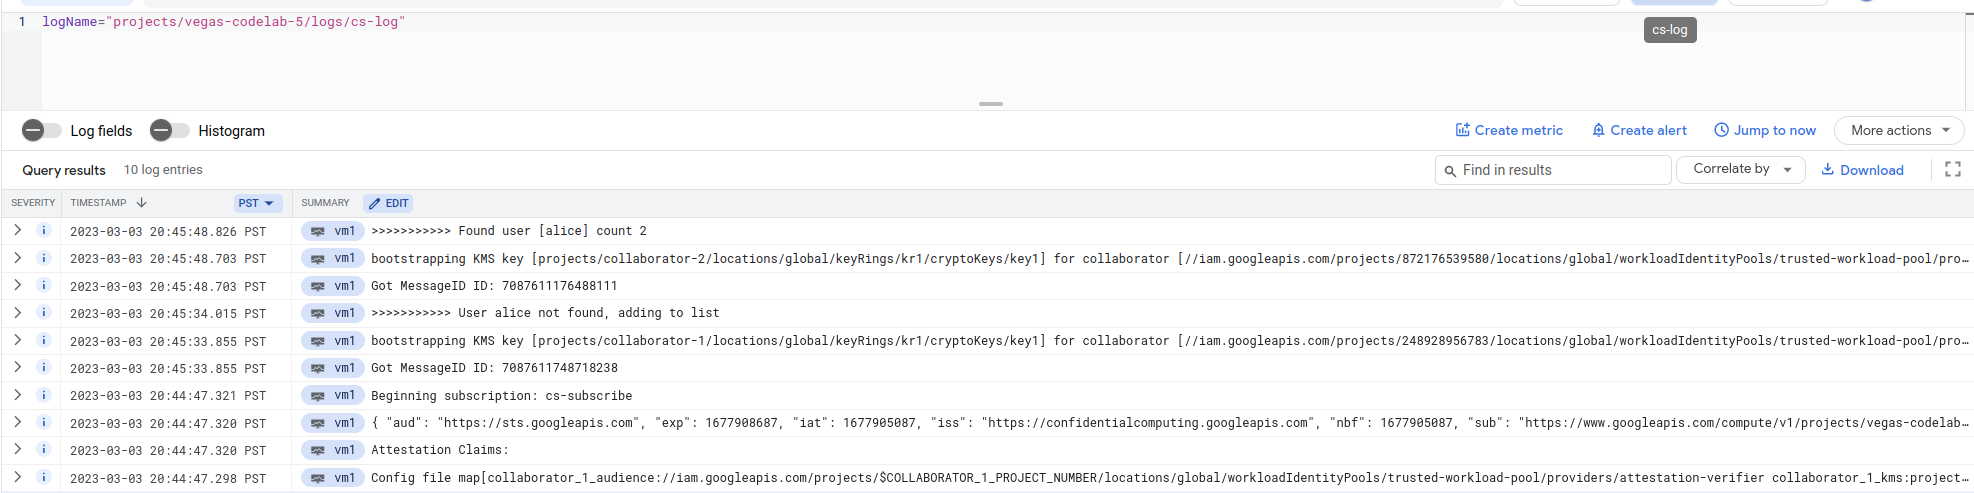 1 logName="projects/vegas-codelab-5/logs/cs-log"
cs-log
Log fields Histogram Create metric Create alert Jump to now More actions
Query results 10 log entries Find in results Correlate by Download
SEVERITY TIMESTAMP PST SUMMARY EDIT
2023-03-03 20:45:48.826 PST vm1 >>>>>>>>>>> Found user [alice] count 2
2023-03-03 20:45:48.703 PST vm1 bootstrapping KMS key [projects/collaborator-2/locations/global/keyRings/kr1/cryptoKeys/key1] for collaborator [//iam.googleapis.com/projects/872176539580/locations/global/workloadIdentityPools/trusted-workload-pool/pro…
2023-03-03 20:45:48.703 PST vm1 Got MessageID ID: 7087611176488111
2023-03-03 20:45:34.015 PST vm1 >>>>>>>>>>> User alice not found, adding to list
2023-03-03 20:45:33.855 PST vm1 bootstrapping KMS key [projects/collaborator-1/locations/global/keyRings/kr1/cryptoKeys/key1] for collaborator [//iam.googleapis.com/projects/248928956783/locations/global/workloadIdentityPools/trusted-workload-pool/pro…
2023-03-03 20:45:33.855 PST vm1 Got MessageID ID: 7087611748718238
2023-03-03 20:44:47.321 PST vm1 Beginning subscription: cs-subscribe
2023-03-03 20:44:47.320 PST vm1 { "aud": "https://sts.googleapis.com", "exp": 1677908687, "iat": 1677905087, "iss": "https://confidentialcomputing.googleapis.com", "nbf": 1677905087, "sub": "https://www.googleapis.com/compute/v1/projects/vegas-codelab…
2023-03-03 20:44:47.320 PST vm1 Attestation Claims:
2023-03-03 20:44:47.298 PST vm1 Config file map[collaborator_1_audience://iam.googleapis.com/projects/$COLLABORATOR_1_PROJECT_NUMBER/locations/global/workloadIdentityPools/trusted-workload-pool/providers/attestation-verifier collaborator_1_kms:project…